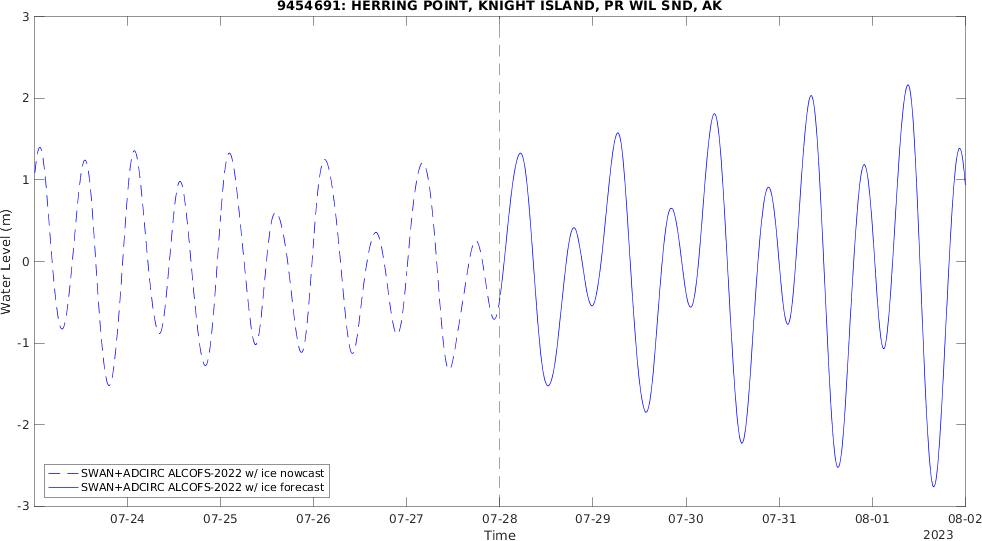 9454691: HERRING POINT, KNIGHT ISLAND, PR WIL SND, AK
3
2
1
0
-1
-2
-3
Water Level (m)
SWAN+ADCIRC ALCOFS-2022 w/ ice nowcast
SWAN+ADCIRC ALCOFS-2022 w/ ice forecast
07-24 07-25 07-26 07-27 07-28 07-29 07-30 07-31 08-01 08-02
Time 2023